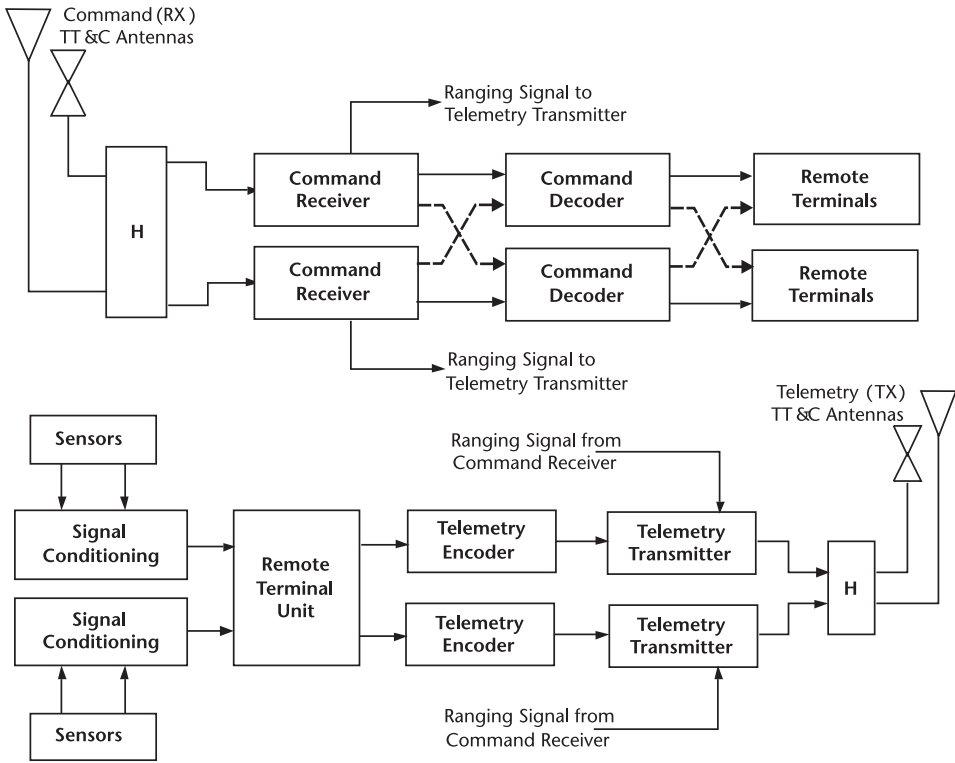 Command (RX)
TT&C Antennas
Ranging Signal to
Telemetry Transmitter
H
Command
Receiver
Command
Decoder
Remote
Terminals
Command
Receiver
Command
Decoder
Remote
Terminals
Ranging Signal to
Telemetry Transmitter
Telemetry (TX)
TT&C Antennas
Sensors
Ranging Signal from
Command Receiver
Signal
Conditioning
Remote
Terminal
Unit
Telemetry
Encoder
Telemetry
Transmitter
H
Signal
Conditioning
Telemetry
Encoder
Telemetry
Transmitter
Sensors
Ranging Signal from
Command Receiver